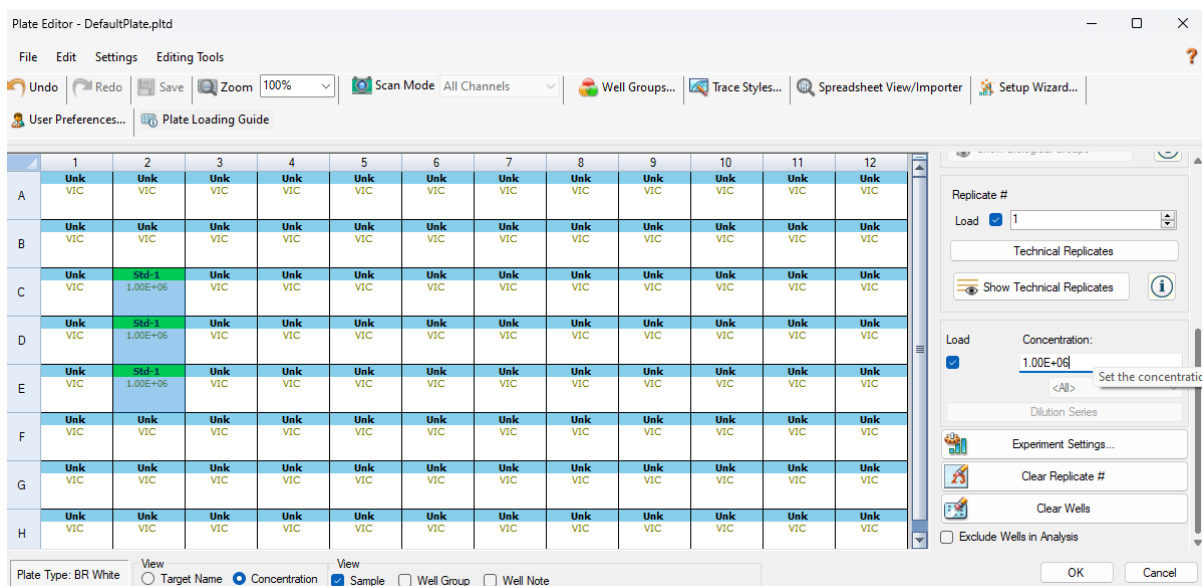 Plate Editor - DefaultPlate.pltd
File Edit Settings Editing Tools
Undo Redo Save Zoom 100% Scan Mode All Channels Well Groups... Trace Styles... Spreadsheet View/Importer Setup Wizard...
User Preferences... Plate Loading Guide
1 2 3 4 5 6 7 8 9 10 11 12
Unk Unk Unk Unk Unk Unk Unk Unk Unk Unk Unk Unk
A VIC VIC VIC VIC VIC VIC VIC VIC VIC VIC VIC VIC
Unk Unk Unk Unk Unk Unk Unk Unk Unk Unk Unk Unk
B VIC VIC VIC VIC VIC VIC VIC VIC VIC VIC VIC VIC
Unk Std-1 Unk Unk Unk Unk Unk Unk Unk Unk Unk Unk
C VIC 1.00E+06 VIC VIC VIC VIC VIC VIC VIC VIC VIC VIC
Unk Std-1 Unk Unk Unk Unk Unk Unk Unk Unk Unk Unk
D VIC 1.00E+06 VIC VIC VIC VIC VIC VIC VIC VIC VIC VIC
Unk Std-1 Unk Unk Unk Unk Unk Unk Unk Unk Unk Unk
E VIC 1.00E+06 VIC VIC VIC VIC VIC VIC VIC VIC VIC VIC
Unk Unk Unk Unk Unk Unk Unk Unk Unk Unk Unk Unk
F VIC VIC VIC VIC VIC VIC VIC VIC VIC VIC VIC VIC
Unk Unk Unk Unk Unk Unk Unk Unk Unk Unk Unk Unk
G VIC VIC VIC VIC VIC VIC VIC VIC VIC VIC VIC VIC
Unk Unk Unk Unk Unk Unk Unk Unk Unk Unk Unk Unk
H VIC VIC VIC VIC VIC VIC VIC VIC VIC VIC VIC VIC
Replicate #
Load 1
Technical Replicates
Show Technical Replicates
Load Concentration:
1.00E+06
Set the concentratio
<All>
Dilution Series
Experiment Settings...
Clear Replicate #
Clear Wells
Exclude Wells in Analysis
Plate Type: BR White
View
Target Name Concentration
View
Sample Well Group Well Note
OK Cancel